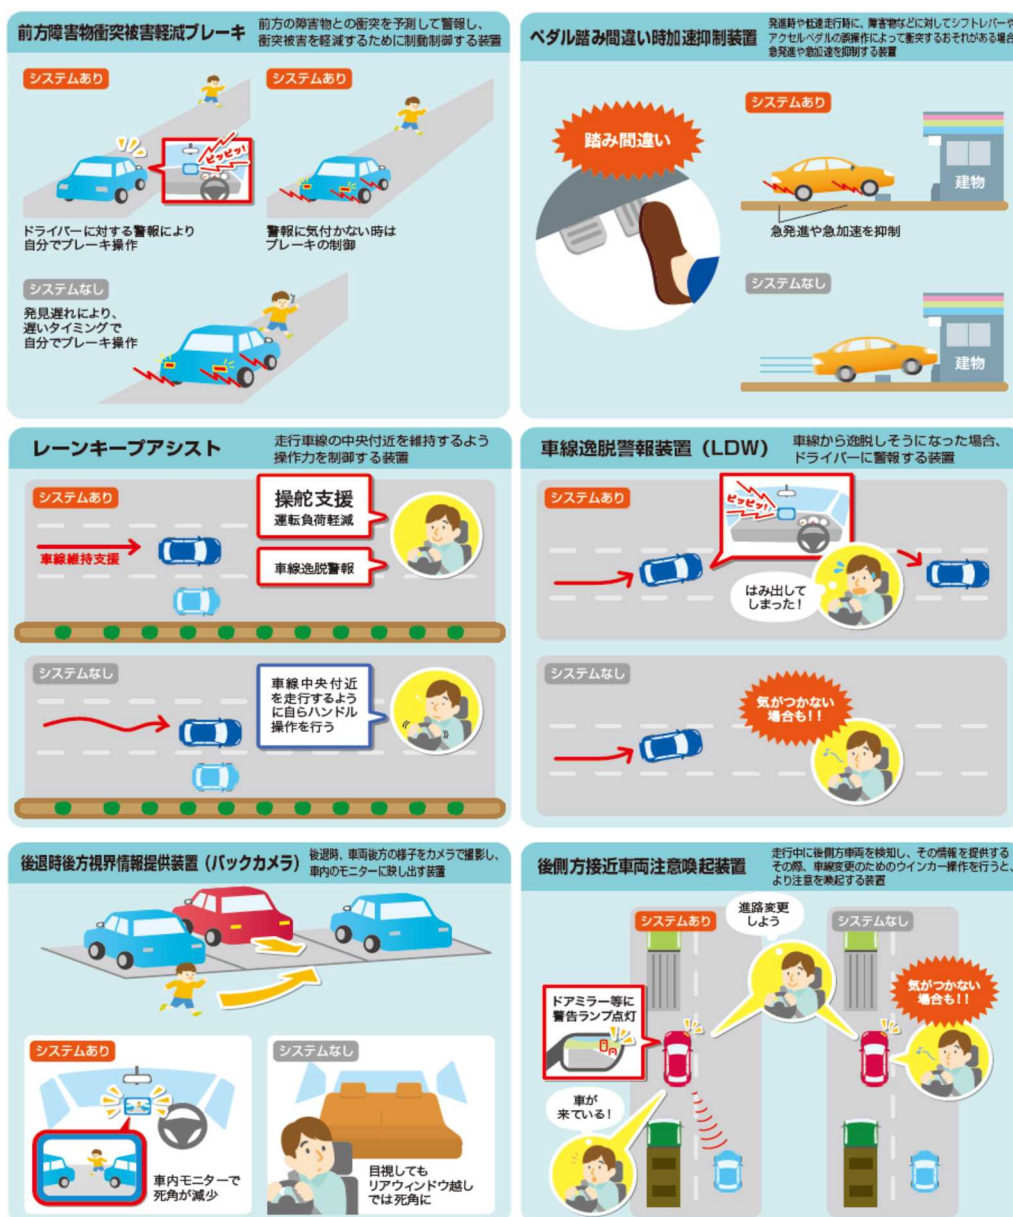 前方障害物衝突被害軽減ブレーキ
前方の障害物との衝突を予測して警報し、
衝突被害を軽減するために制動制御する装置
システムあり
ピッピッ!
ドライバーに対する警報により
自分でブレーキ操作
システムあり
警報に気付かない時は
ブレーキの制御
システムなし
発見遅れにより、
遅いタイミングで
自分でブレーキ操作
ペダル踏み間違い時加速抑制装置
発進時や低速走行時に、障害物などに対してシフトレバーや
アクセルペダルの誤操作によって衝突するおそれがある場合
急発進や急加速を抑制する装置
踏み間違い
システムあり
建物
急発進や急加速を抑制
システムなし
建物
レーンキープアシスト
走行車線の中央付近を維持するよう
操作力を制御する装置
システムあり
車線維持支援
操舵支援
運転負荷軽減
車線逸脱警報
システムなし
車線中央付近
を走行するよう
に自らハンドル
操作を行う
車線逸脱警報装置（LDW）
車線から逸脱しそうになった場合、
ドライバーに警報する装置
システムあり
ピッピッ!
はみ出して
しまった！
システムなし
気がつかない
場合も!!
後退時後方視界情報提供装置（バックカメラ）
後退時、車両後方の様子をカメラで撮影し、
車内のモニターに映し出す装置
システムあり
車内モニターで
死角が減少
システムなし
目視しても
リアウィンドウ越し
では死角に
後側方接近車両注意喚起装置
走行中に後側方車両を検知し、その情報を提供する
その際、車線変更のためのウインカー操作を行うと、
より注意を喚起する装置
システムあり
進路変更
しよう
システムなし
ドアミラー等に
警告ランプ点灯
気がつかない
場合も!!
車が
来ている！